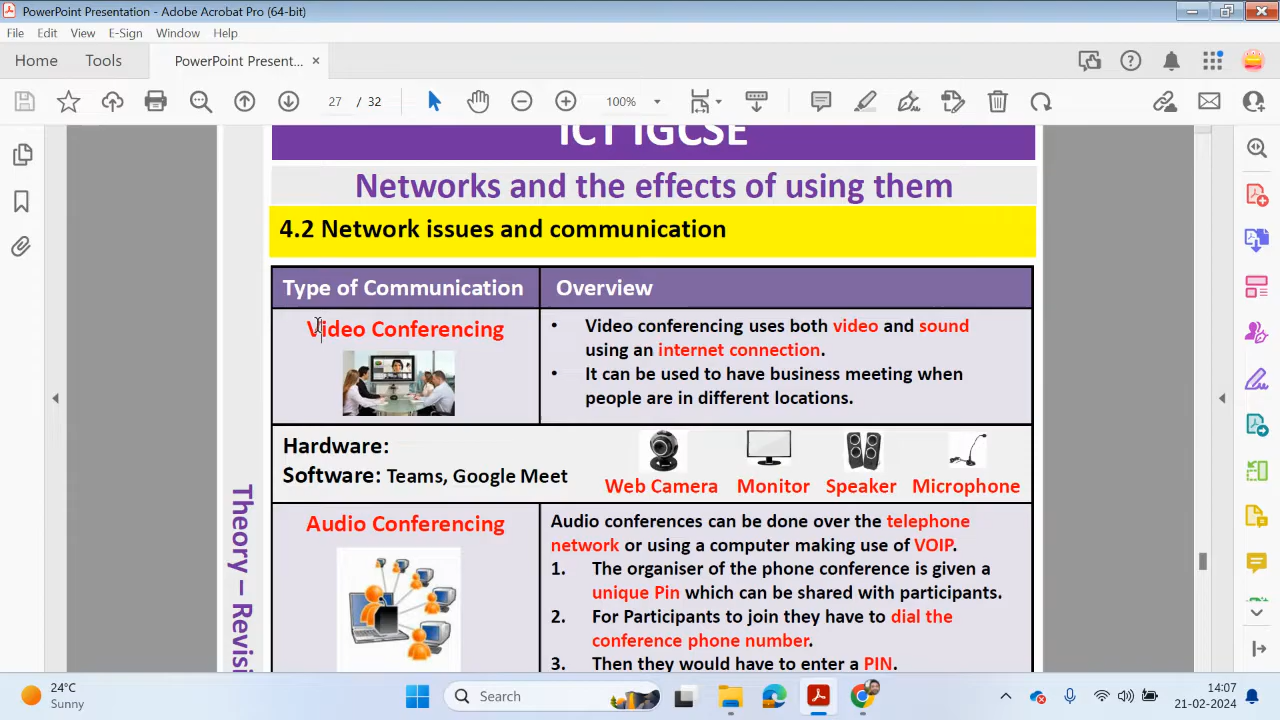 PowerPoint Presentation - Adobe Acrobat Pro (64-bit)
File Edit View E-Sign Window Help
Home Tools PowerPoint Present... ×
27 / 32 100%
ICT IGCSE
Networks and the effects of using them
4.2 Network issues and communication
Type of Communication Overview
Video Conferencing
• Video conferencing uses both video and sound
using an internet connection.
• It can be used to have business meeting when
people are in different locations.
Hardware:
Software: Teams, Google Meet
Web Camera Monitor Speaker Microphone
Audio Conferencing
Audio conferences can be done over the telephone
network or using a computer making use of VOIP.
1. The organiser of the phone conference is given a
unique Pin which can be shared with participants.
2. For Participants to join they have to dial the
conference phone number.
3. Then they would have to enter a PIN.
Theory – Revisi
24°C
Sunny
Search
14:07
21-02-2024